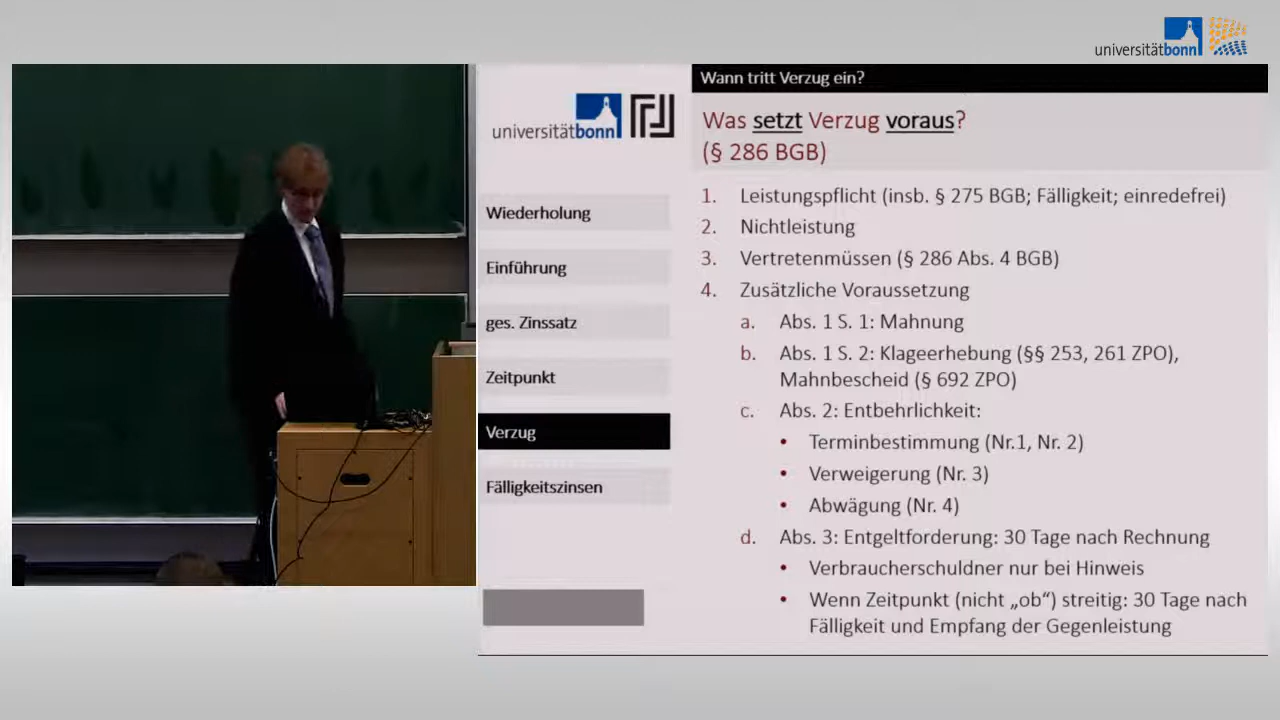 universitätbonn
Wann tritt Verzug ein?
universitätbonn
Was setzt Verzug voraus?
(§ 286 BGB)
Wiederholung
Einführung
ges. Zinssatz
Zeitpunkt
Verzug
Fälligkeitszinsen
1. Leistungspflicht (insb. § 275 BGB; Fälligkeit; einredefrei)
2. Nichtleistung
3. Vertretenmüssen (§ 286 Abs. 4 BGB)
4. Zusätzliche Voraussetzung
a. Abs. 1 S. 1: Mahnung
b. Abs. 1 S. 2: Klageerhebung (§§ 253, 261 ZPO),
Mahnbescheid (§ 692 ZPO)
c. Abs. 2: Entbehrlichkeit:
• Terminbestimmung (Nr.1, Nr. 2)
• Verweigerung (Nr. 3)
• Abwägung (Nr. 4)
d. Abs. 3: Entgeltforderung: 30 Tage nach Rechnung
• Verbraucherschuldner nur bei Hinweis
• Wenn Zeitpunkt (nicht „ob“) streitig: 30 Tage nach
Fälligkeit und Empfang der Gegenleistung